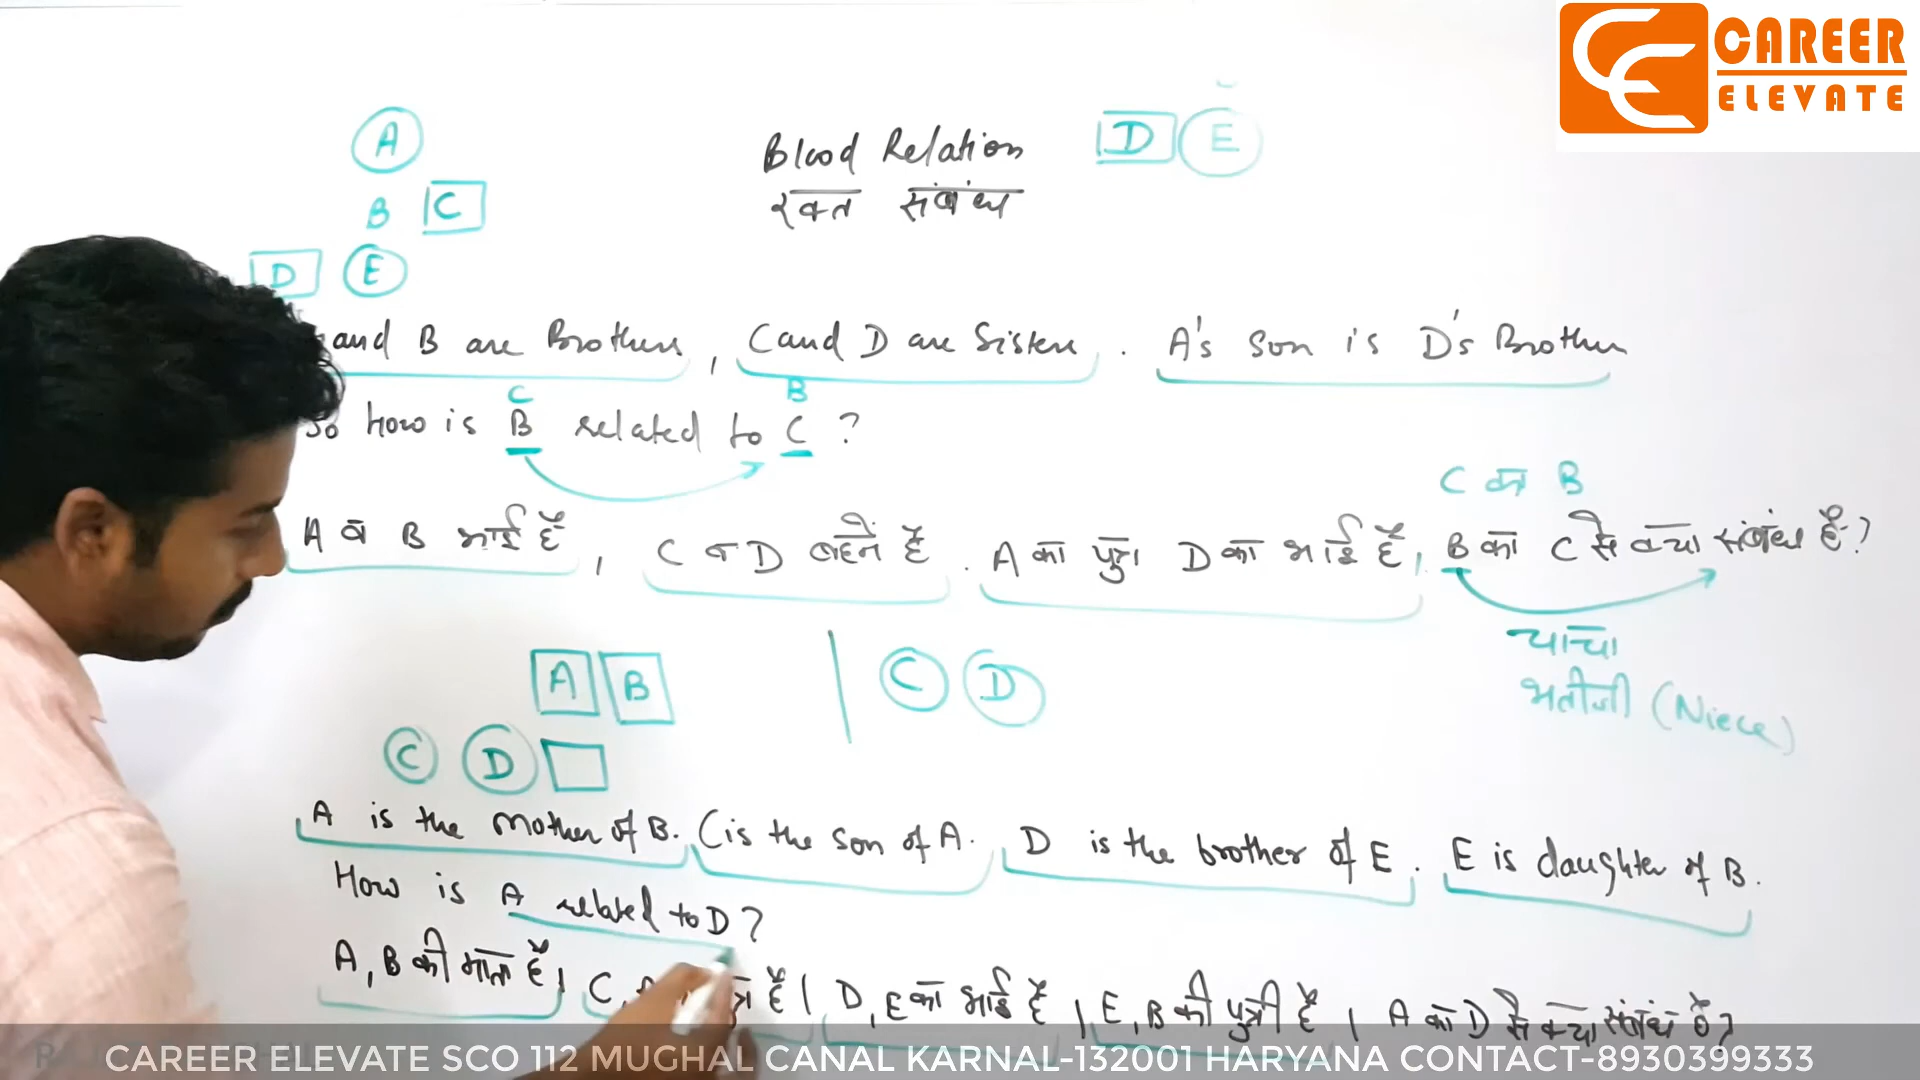 CAREER
ELEVATE
A
D E
Blood Relation
रक्त संबंध
B C
D E
and B are Brothers, C and D are Sisters. A's Son is D's Brother
C B
So How is B related to C?
C का B
A व B भाई हैं, C व D बहनें हैं. A का पुत्र D का भाई है, B का C से क्या संबंध है?
चाचा
भतीजी (Niece)
A B C D
C D
A is the mother of B. C is the son of A. D is the brother of E. E is daughter of B.
How is A related to D?
A, B की माता है। C, है। D, E का भाई है। E, B की पुत्री है। A का D से क्या संबंध है?
CAREER ELEVATE SCO 112 MUGHAL CANAL KARNAL-132001 HARYANA CONTACT-8930399333